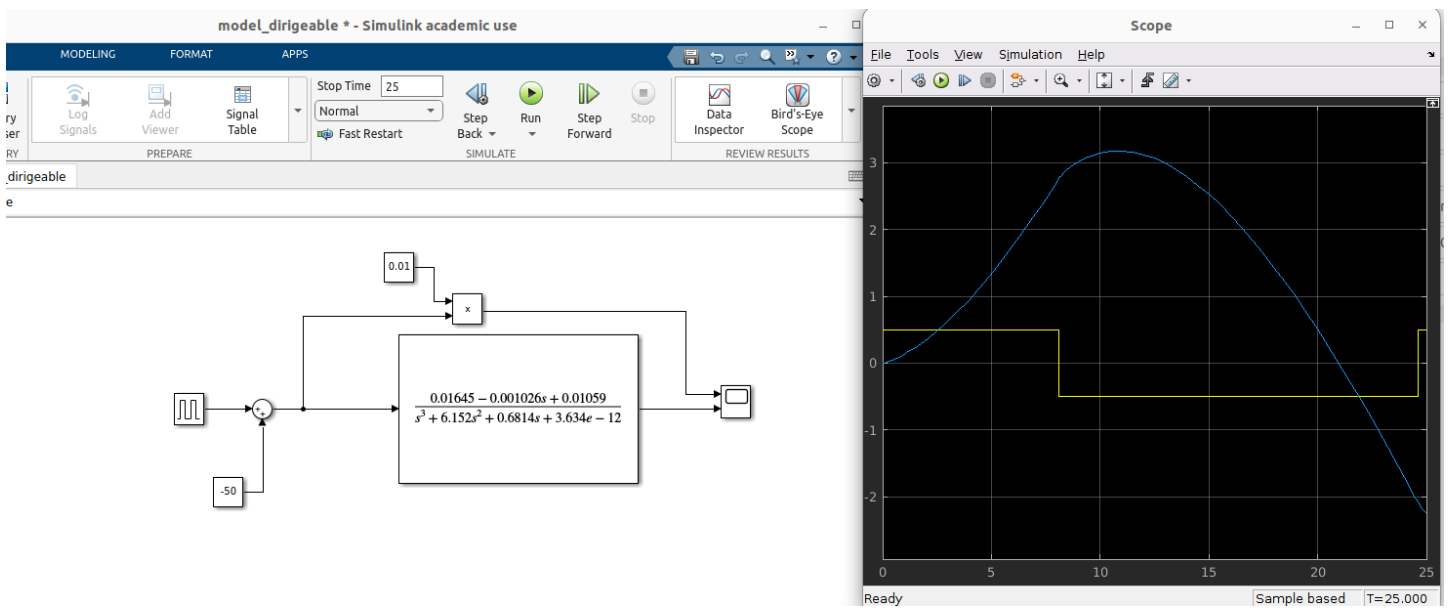 model_dirigeable * - Simulink academic use
MODELING FORMAT APPS
Log Signals
Add Viewer
Signal Table
PREPARE
Stop Time 25
Normal
Fast Restart
Step Back
Run
Step Forward
Stop
SIMULATE
Data Inspector
Bird's-Eye Scope
REVIEW RESULTS
RY
ry
ser
_dirigeable
e
0.01
x
0.01645 − 0.001026s + 0.01059
s³ + 6.152s² + 0.6814s + 3.634e − 12
-50
Scope
File Tools View Simulation Help
3
2
1
0
-1
-2
0 5 10 15 20 25
Ready Sample based T=25.000